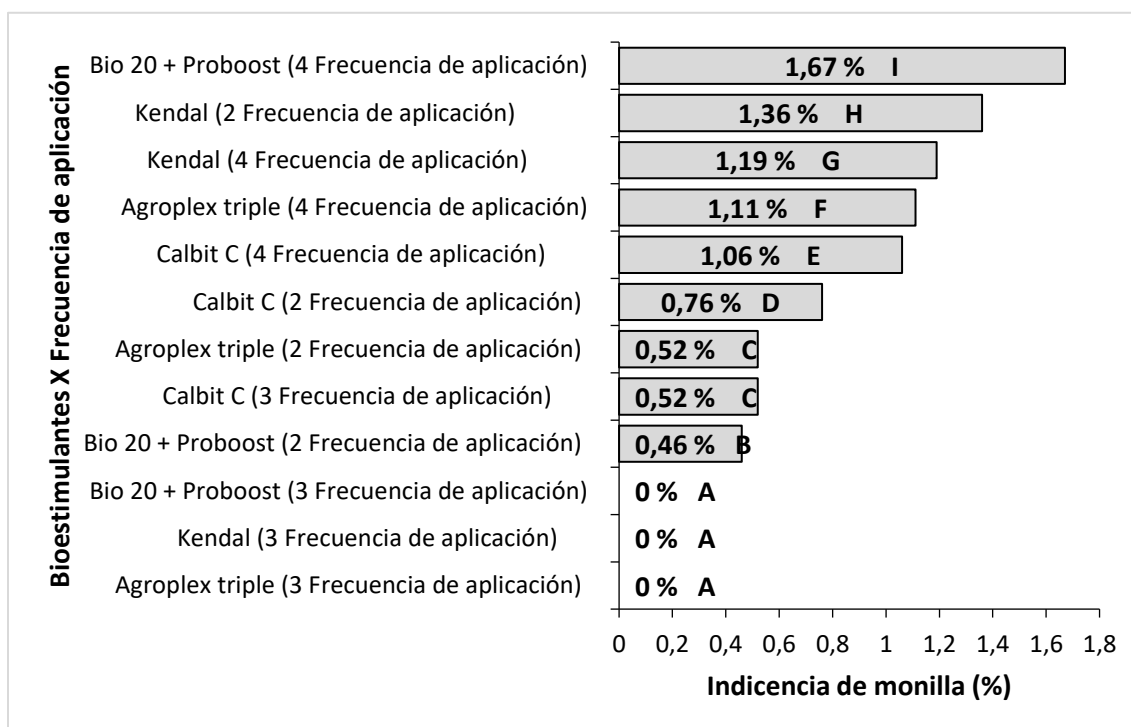 Bioestimulantes X Frecuencia de aplicación
Bio 20 + Proboost (4 Frecuencia de aplicación) 1,67 % I
Kendal (2 Frecuencia de aplicación) 1,36 % H
Kendal (4 Frecuencia de aplicación) 1,19 % G
Agroplex triple (4 Frecuencia de aplicación) 1,11 % F
Calbit C (4 Frecuencia de aplicación) 1,06 % E
Calbit C (2 Frecuencia de aplicación) 0,76 % D
Agroplex triple (2 Frecuencia de aplicación) 0,52 % C
Calbit C (3 Frecuencia de aplicación) 0,52 % C
Bio 20 + Proboost (2 Frecuencia de aplicación) 0,46 % B
Bio 20 + Proboost (3 Frecuencia de aplicación) 0 % A
Kendal (3 Frecuencia de aplicación) 0 % A
Agroplex triple (3 Frecuencia de aplicación) 0 % A
0 0,2 0,4 0,6 0,8 1 1,2 1,4 1,6 1,8
Indicencia de monilla (%)